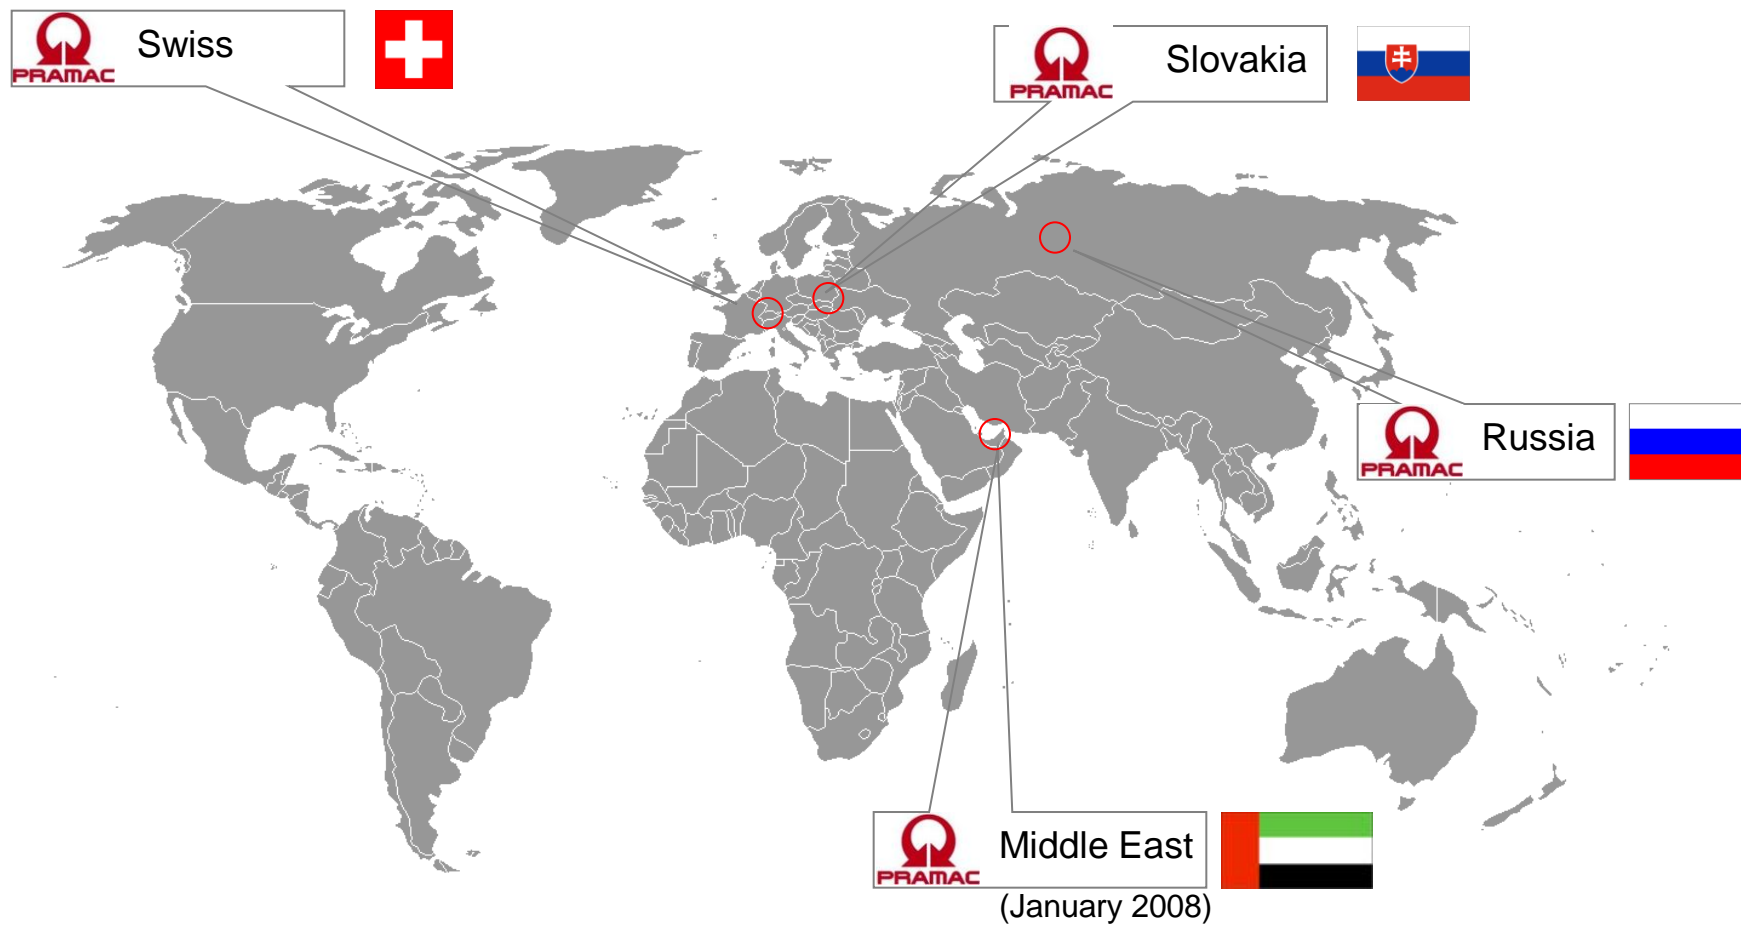 PRAMAC
Swiss
PRAMAC
Slovakia
PRAMAC
Russia
PRAMAC
Middle East
(January 2008)